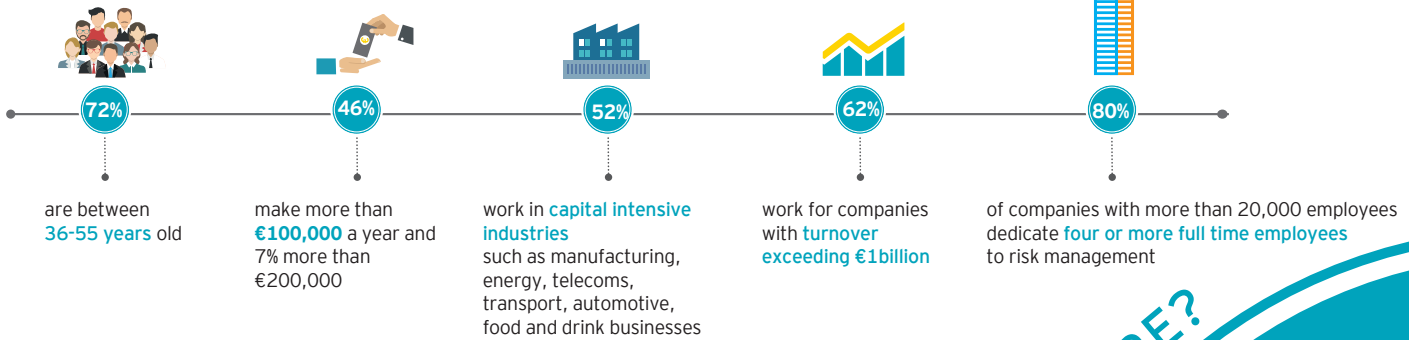 72%
are between
36-55 years old
46%
make more than
€100,000 a year and
7% more than
€200,000
52%
work in capital intensive
industries
such as manufacturing,
energy, telecoms,
transport, automotive,
food and drink businesses
62%
work for companies
with turnover
exceeding €1billion
80%
of companies with more than 20,000 employees
dedicate four or more full time employees
to risk management